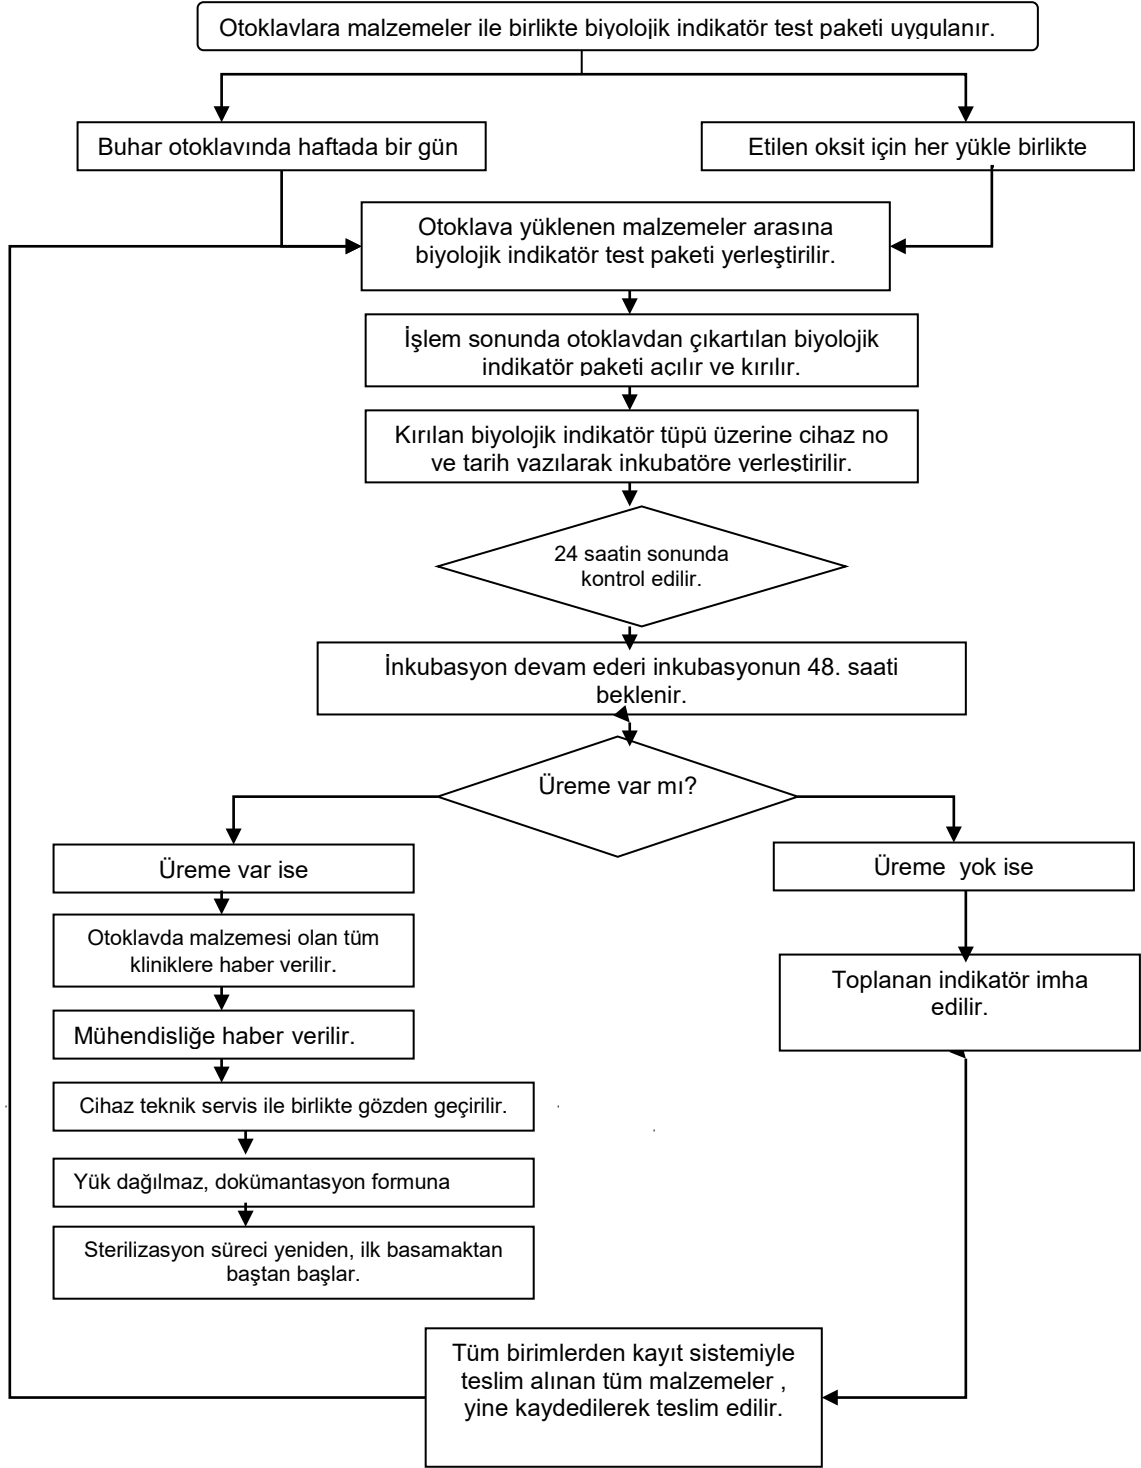 Otoklavlara malzemeler ile birlikte biyolojik indikatör test paketi uygulanır.
Buhar otoklavında haftada bir gün
Etilen oksit için her yükle birlikte
Otoklava yüklenen malzemeler arasına
biyolojik indikatör test paketi yerleştirilir.
İşlem sonunda otoklavdan çıkartılan biyolojik
indikatör paketi açılır ve kırılır.
Kırılan biyolojik indikatör tüpü üzerine cihaz no
ve tarih yazılarak inkubatöre yerleştirilir.
24 saatin sonunda
kontrol edilir.
İnkubasyon devam ederi inkubasyonun 48. saati
beklenir.
Üreme var mı?
Üreme var ise
Üreme  yok ise
Otoklavda malzemesi olan tüm
kliniklere haber verilir.
Toplanan indikatör imha
edilir.
Mühendisliğe haber verilir.
Cihaz teknik servis ile birlikte gözden geçirilir.
Yük dağılmaz, dokümantasyon formuna
Sterilizasyon süreci yeniden, ilk basamaktan
baştan başlar.
Tüm birimlerden kayıt sistemiyle
teslim alınan tüm malzemeler ,
yine kaydedilerek teslim edilir.